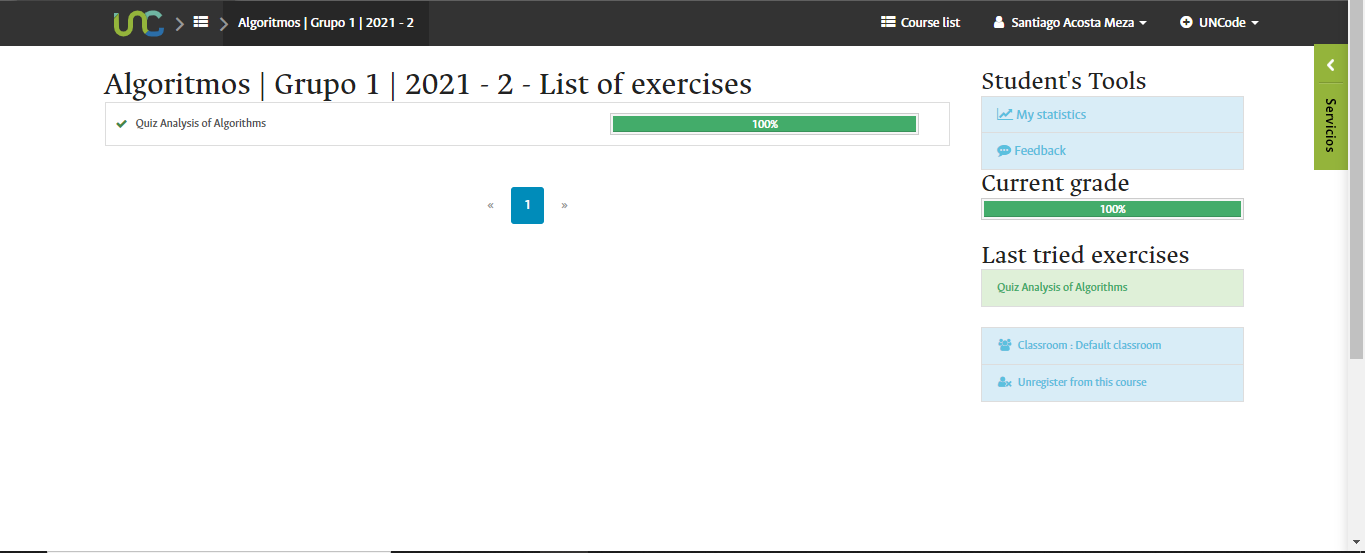 UNC
Algoritmos | Grupo 1 | 2021 - 2
Course list
Santiago Acosta Meza
UNCode
Algoritmos | Grupo 1 | 2021 - 2 - List of exercises
Quiz Analysis of Algorithms
100%
« 1 »
Student's Tools
My statistics
Feedback
Current grade
100%
Last tried exercises
Quiz Analysis of Algorithms
Classroom : Default classroom
Unregister from this course
Servicios